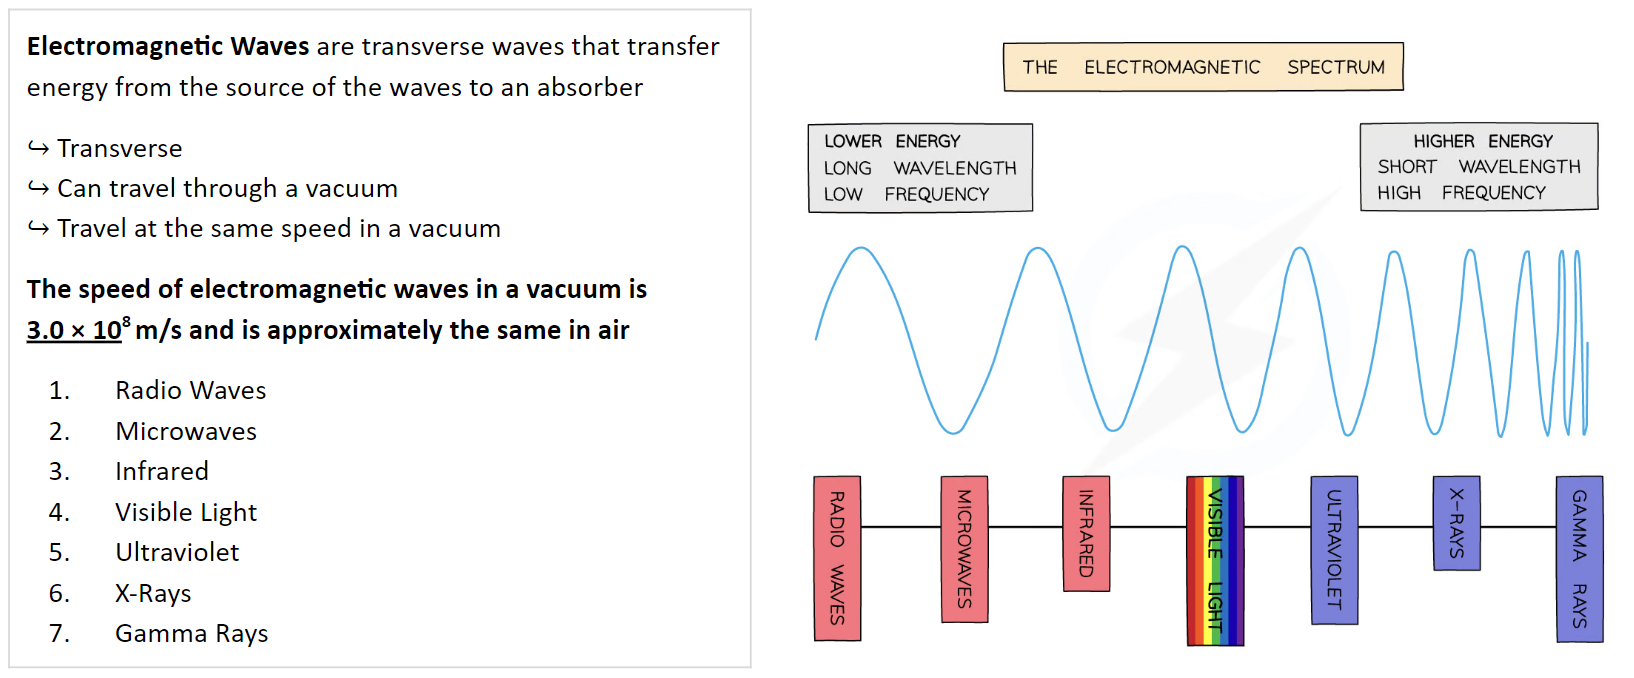 Electromagnetic Waves are transverse waves that transfer
energy from the source of the waves to an absorber
↪ Transverse
↪ Can travel through a vacuum
↪ Travel at the same speed in a vacuum
The speed of electromagnetic waves in a vacuum is
3.0 × 10⁸ m/s and is approximately the same in air
1. Radio Waves
2. Microwaves
3. Infrared
4. Visible Light
5. Ultraviolet
6. X-Rays
7. Gamma Rays
THE ELECTROMAGNETIC SPECTRUM
LOWER ENERGY
LONG WAVELENGTH
LOW FREQUENCY
HIGHER ENERGY
SHORT WAVELENGTH
HIGH FREQUENCY
RADIO WAVES
MICROWAVES
INFRARED
VISIBLE LIGHT
ULTRAVIOLET
X-RAYS
GAMMA RAYS